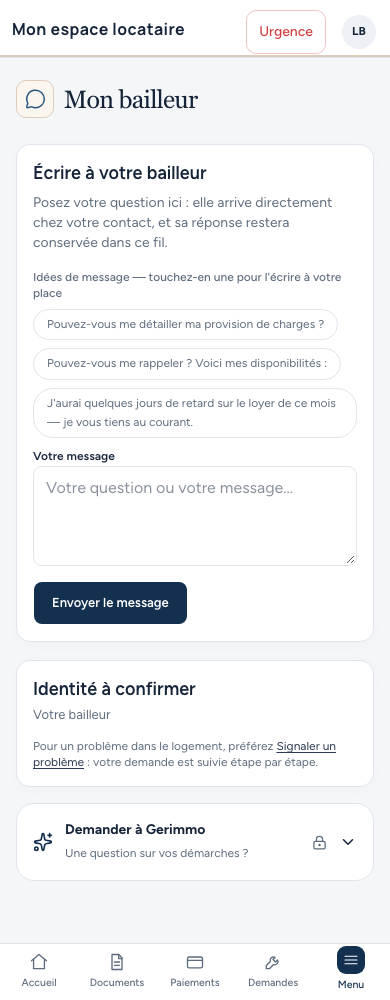 Mon espace locataire
Urgence
LB
Mon bailleur
Écrire à votre bailleur
Posez votre question ici : elle arrive directement
chez votre contact, et sa réponse restera
conservée dans ce fil.
Idées de message — touchez-en une pour l'écrire à votre
place
Pouvez-vous me détailler ma provision de charges ?
Pouvez-vous me rappeler ? Voici mes disponibilités :
J'aurai quelques jours de retard sur le loyer de ce mois
— je vous tiens au courant.
Votre message
Votre question ou votre message…
Envoyer le message
Identité à confirmer
Votre bailleur
Pour un problème dans le logement, préférez Signaler un
problème : votre demande est suivie étape par étape.
Demander à Gerimmo
Une question sur vos démarches ?
Accueil
Documents
Paiements
Demandes
Menu